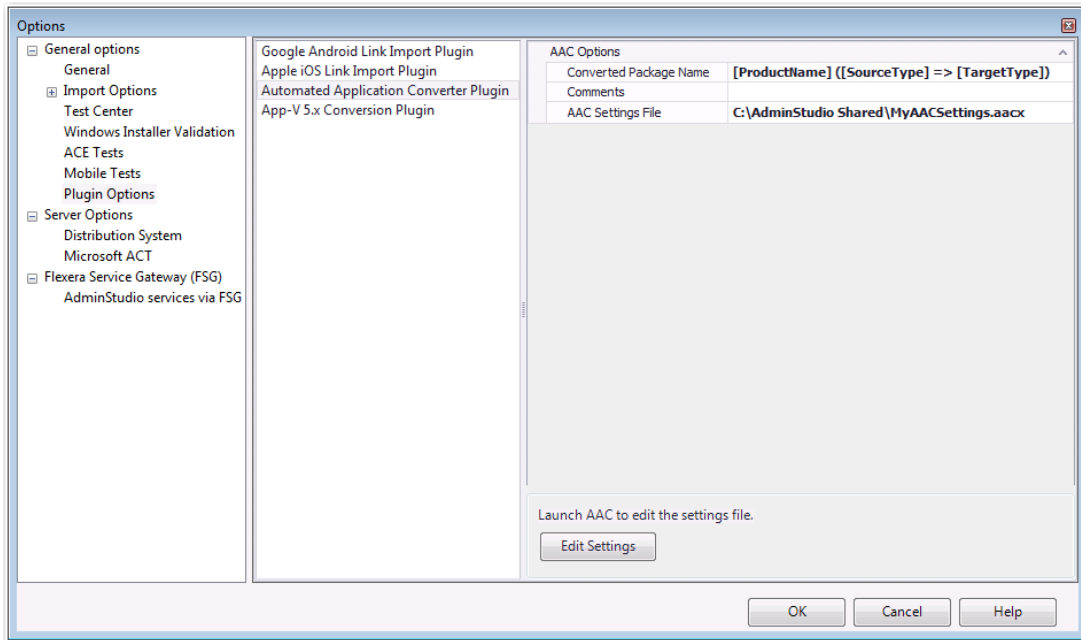 Options
General options
General
Import Options
Test Center
Windows Installer Validation
ACE Tests
Mobile Tests
Plugin Options
Server Options
Distribution System
Microsoft ACT
Flexera Service Gateway (FSG)
AdminStudio services via FSG
Google Android Link Import Plugin
Apple iOS Link Import Plugin
Automated Application Converter Plugin
App-V 5.x Conversion Plugin
AAC Options
Converted Package Name [ProductName] ([SourceType] => [TargetType])
Comments
AAC Settings File C:\AdminStudio Shared\MyAACSettings.aacx
Launch AAC to edit the settings file.
Edit Settings
OK Cancel Help